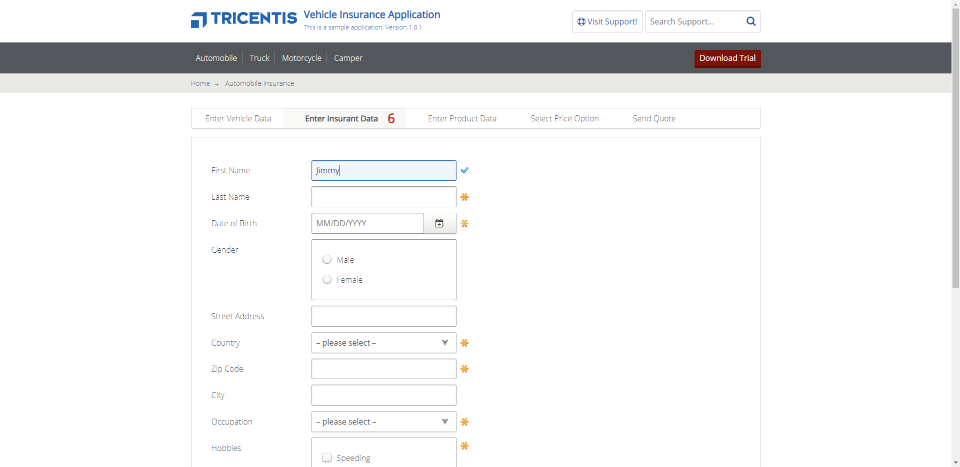 TRICENTIS Vehicle Insurance Application
This is a sample application. Version 1.0.1
Visit Support!
Search Support...
Automobile Truck Motorcycle Camper Download Trial
Home → Automobile Insurance
Enter Vehicle Data Enter Insurant Data 6 Enter Product Data Select Price Option Send Quote
First Name Jimmy
Last Name
Date of Birth MM/DD/YYYY
Gender
Male
Female
Street Address
Country – please select –
Zip Code
City
Occupation – please select –
Hobbies
Speeding